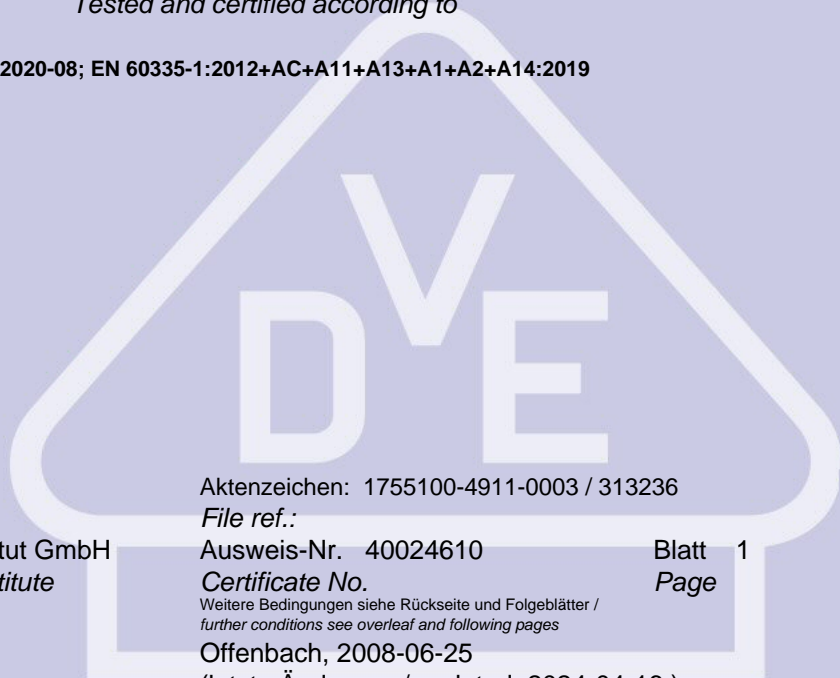 Tested and certified according to
2020-08; EN 60335-1:2012+AC+A11+A13+A1+A2+A14:2019
VDE
Aktenzeichen: 1755100-4911-0003 / 313236
File ref.:
tut GmbH Ausweis-Nr. 40024610 Blatt 1
titute Certificate No. Page
Weitere Bedingungen siehe Rückseite und Folgeblätter /
further conditions see overleaf and following pages
Offenbach, 2008-06-25